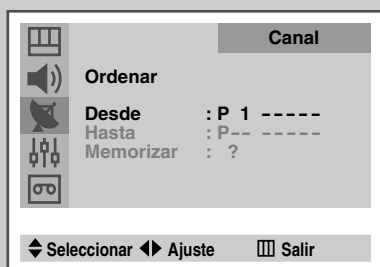 Canal
Ordenar
Desde : P 1 -----
Hasta : P-- -----
Memorizar : ?
Seleccionar Ajuste Salir